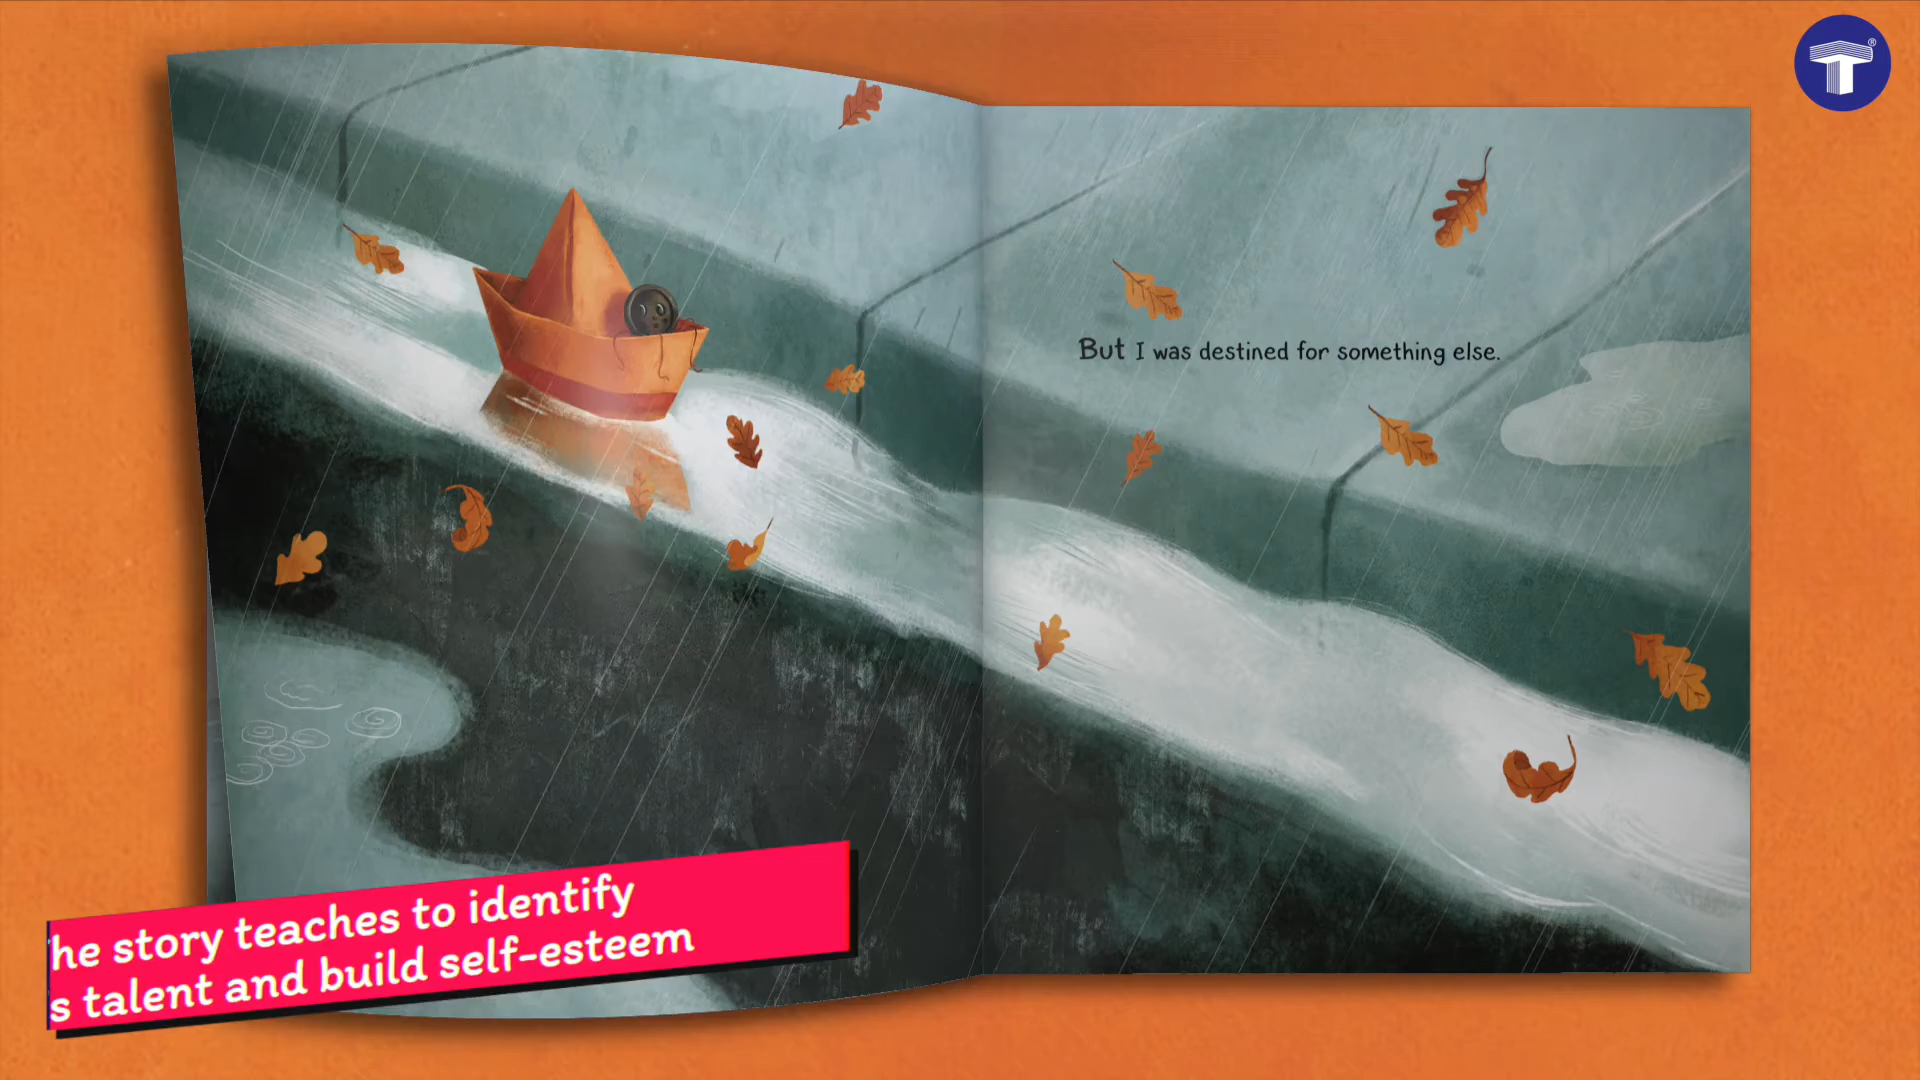 But I was destined for something else.
he story teaches to identify
s talent and build self-esteem